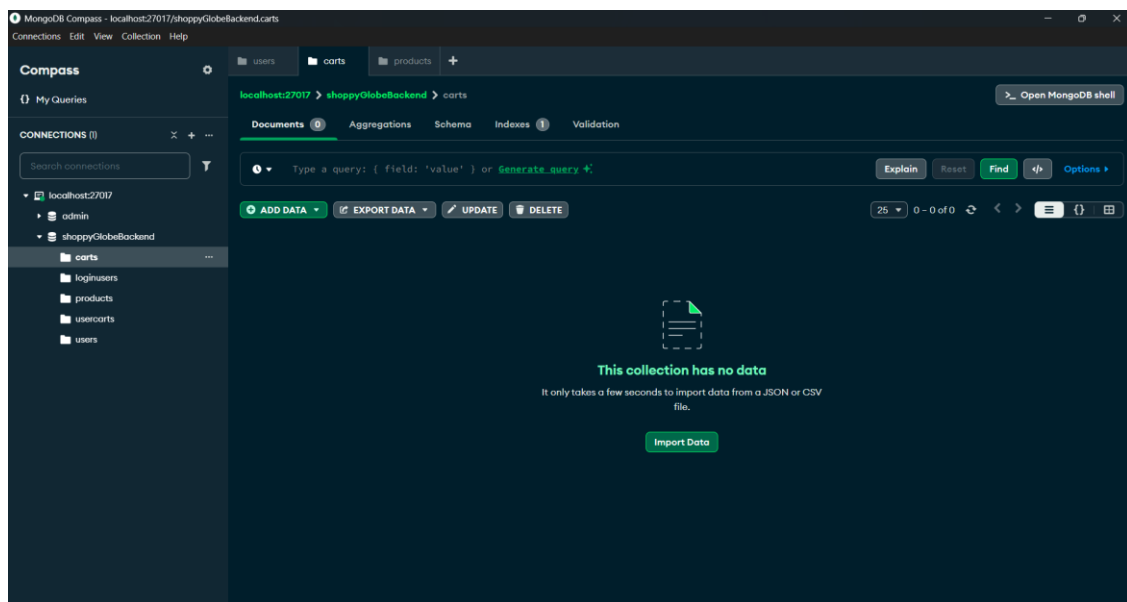 MongoDB Compass - localhost:27017/shoppyGlobeBackend.carts
Connections Edit View Collection Help
Compass
{} My Queries
CONNECTIONS (1)
Search connections
localhost:27017
admin
shoppyGlobeBackend
carts
loginusers
products
usercarts
users
users carts products +
localhost:27017 > shoppyGlobeBackend > carts
>_ Open MongoDB shell
Documents 0 Aggregations Schema Indexes 1 Validation
Type a query: { field: 'value' } or Generate query
Explain Reset Find </> Options
ADD DATA EXPORT DATA UPDATE DELETE
25 0 - 0 of 0 < > {}
This collection has no data
It only takes a few seconds to import data from a JSON or CSV
file.
Import Data